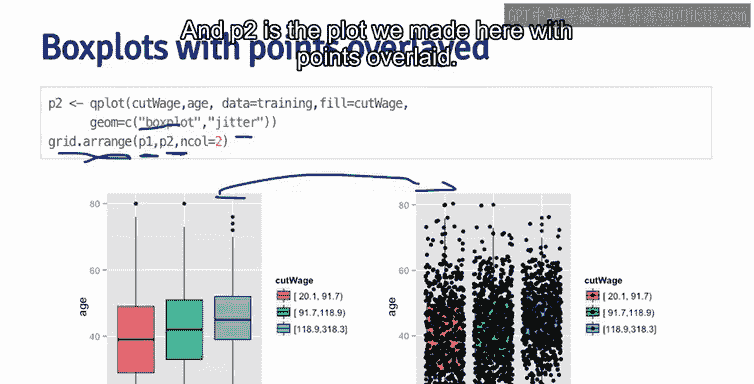 And p2 is the plot we made here with
points overlaid.
Boxplots with points overlayed
p2 <- qplot(cutWage,age, data=training,fill=cutWage,
geom=c("boxplot","jitter"))
grid.arrange(p1,p2,ncol=2)
80
60
40
age
cutWage
[ 20.1, 91.7)
[ 91.7,118.9)
[118.9,318.3]
80
60
40
age
cutWage
[ 20.1, 91.7)
[ 91.7,118.9)
[118.9,318.3]